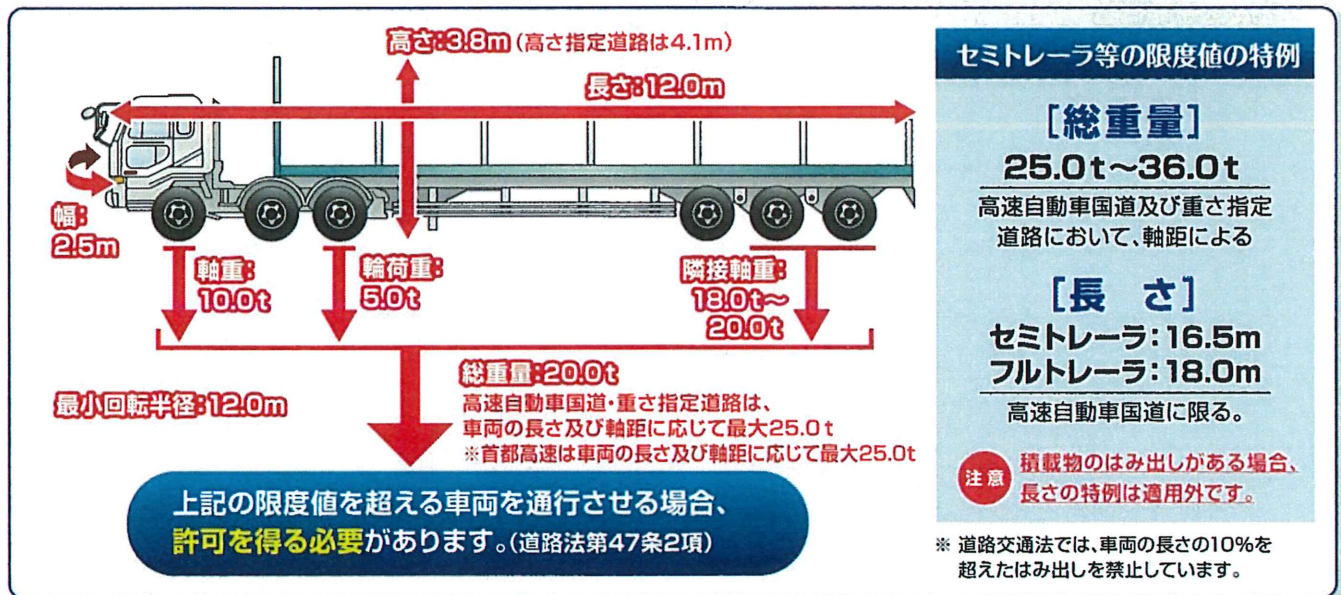 高さ:3.8m(高さ指定道路は4.1m)
長さ:12.0m
幅:
2.5m
軸重:
10.0t
輪荷重:
5.0t
隣接軸重:
18.0t~
20.0t
最小回転半径:12.0m
総重量:20.0t
高速自動車国道・重さ指定道路は、
車両の長さ及び軸距に応じて最大25.0t
※首都高速は車両の長さ及び軸距に応じて最大25.0t
上記の限度値を超える車両を通行させる場合、
許可を得る必要があります。(道路法第47条2項)
セミトレーラ等の限度値の特例
[総重量]
25.0t~36.0t
高速自動車国道及び重さ指定
道路において、軸距による
[長 さ]
セミトレーラ:16.5m
フルトレーラ:18.0m
高速自動車国道に限る。
注意
積載物のはみ出しがある場合、
長さの特例は適用外です。
※ 道路交通法では、車両の長さの10%を
超えたはみ出しを禁止しています。